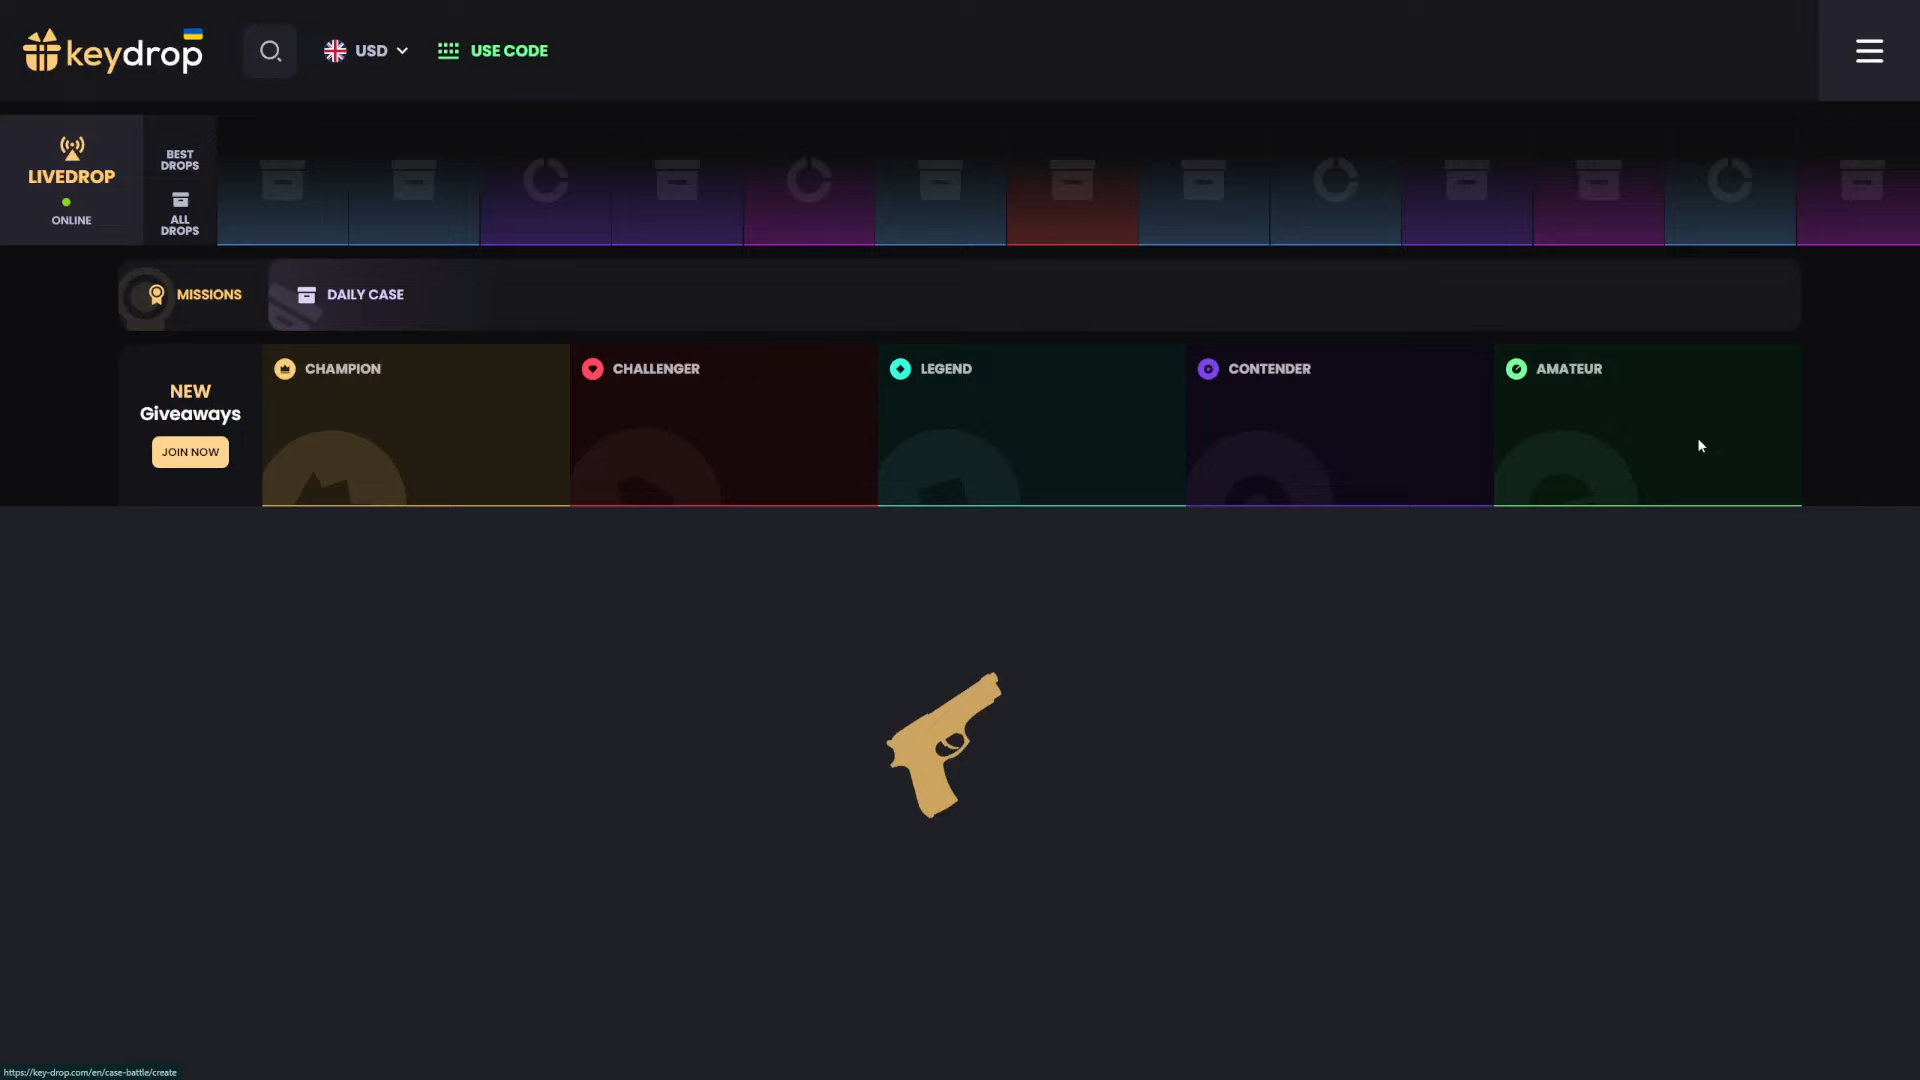 keydrop
USD
USE CODE
LIVEDROP
ONLINE
BEST
DROPS
ALL
DROPS
MISSIONS
DAILY CASE
NEW
Giveaways
JOIN NOW
CHAMPION
CHALLENGER
LEGEND
CONTENDER
AMATEUR
https://key-drop.com/en/case-battle/create